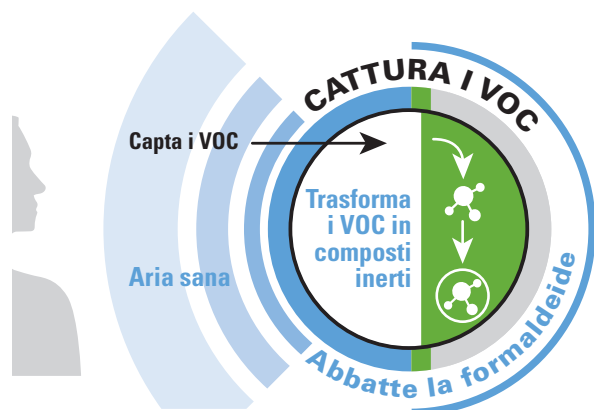 CATTURA I VOC
Capta i VOC
Trasforma
i VOC in
composti
inerti
Aria sana
Abbatte la formaldeide